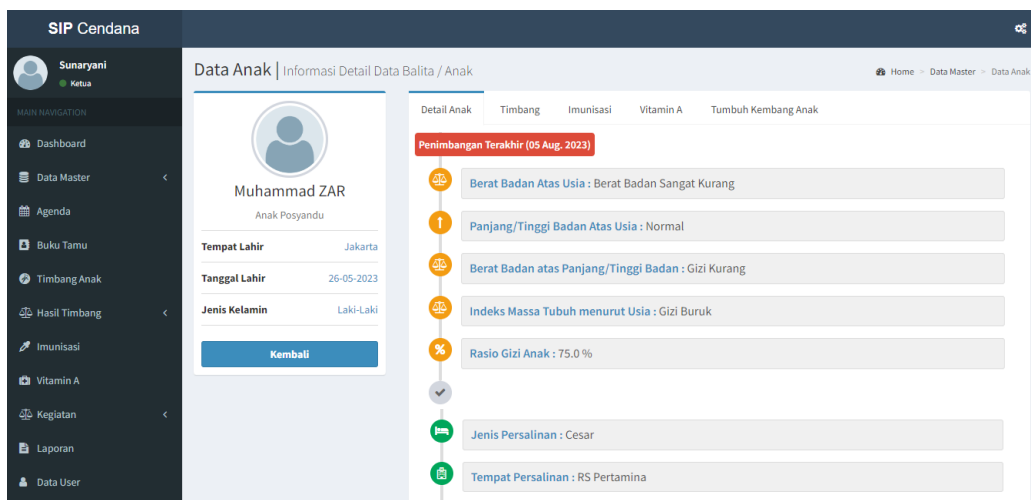 SIP Cendana
Sunaryani
Ketua
MAIN NAVIGATION
Dashboard
Data Master
Agenda
Buku Tamu
Timbang Anak
Hasil Timbang
Imunisasi
Vitamin A
Kegiatan
Laporan
Data User
Data Anak | Informasi Detail Data Balita / Anak
Home > Data Master > Data Anak
Muhammad ZAR
Anak Posyandu
Tempat Lahir Jakarta
Tanggal Lahir 26-05-2023
Jenis Kelamin Laki-Laki
Kembali
Detail Anak Timbang Imunisasi Vitamin A Tumbuh Kembang Anak
Penimbangan Terakhir (05 Aug. 2023)
Berat Badan Atas Usia : Berat Badan Sangat Kurang
Panjang/Tinggi Badan Atas Usia : Normal
Berat Badan atas Panjang/Tinggi Badan : Gizi Kurang
Indeks Massa Tubuh menurut Usia : Gizi Buruk
Rasio Gizi Anak : 75.0 %
Jenis Persalinan : Cesar
Tempat Persalinan : RS Pertamina